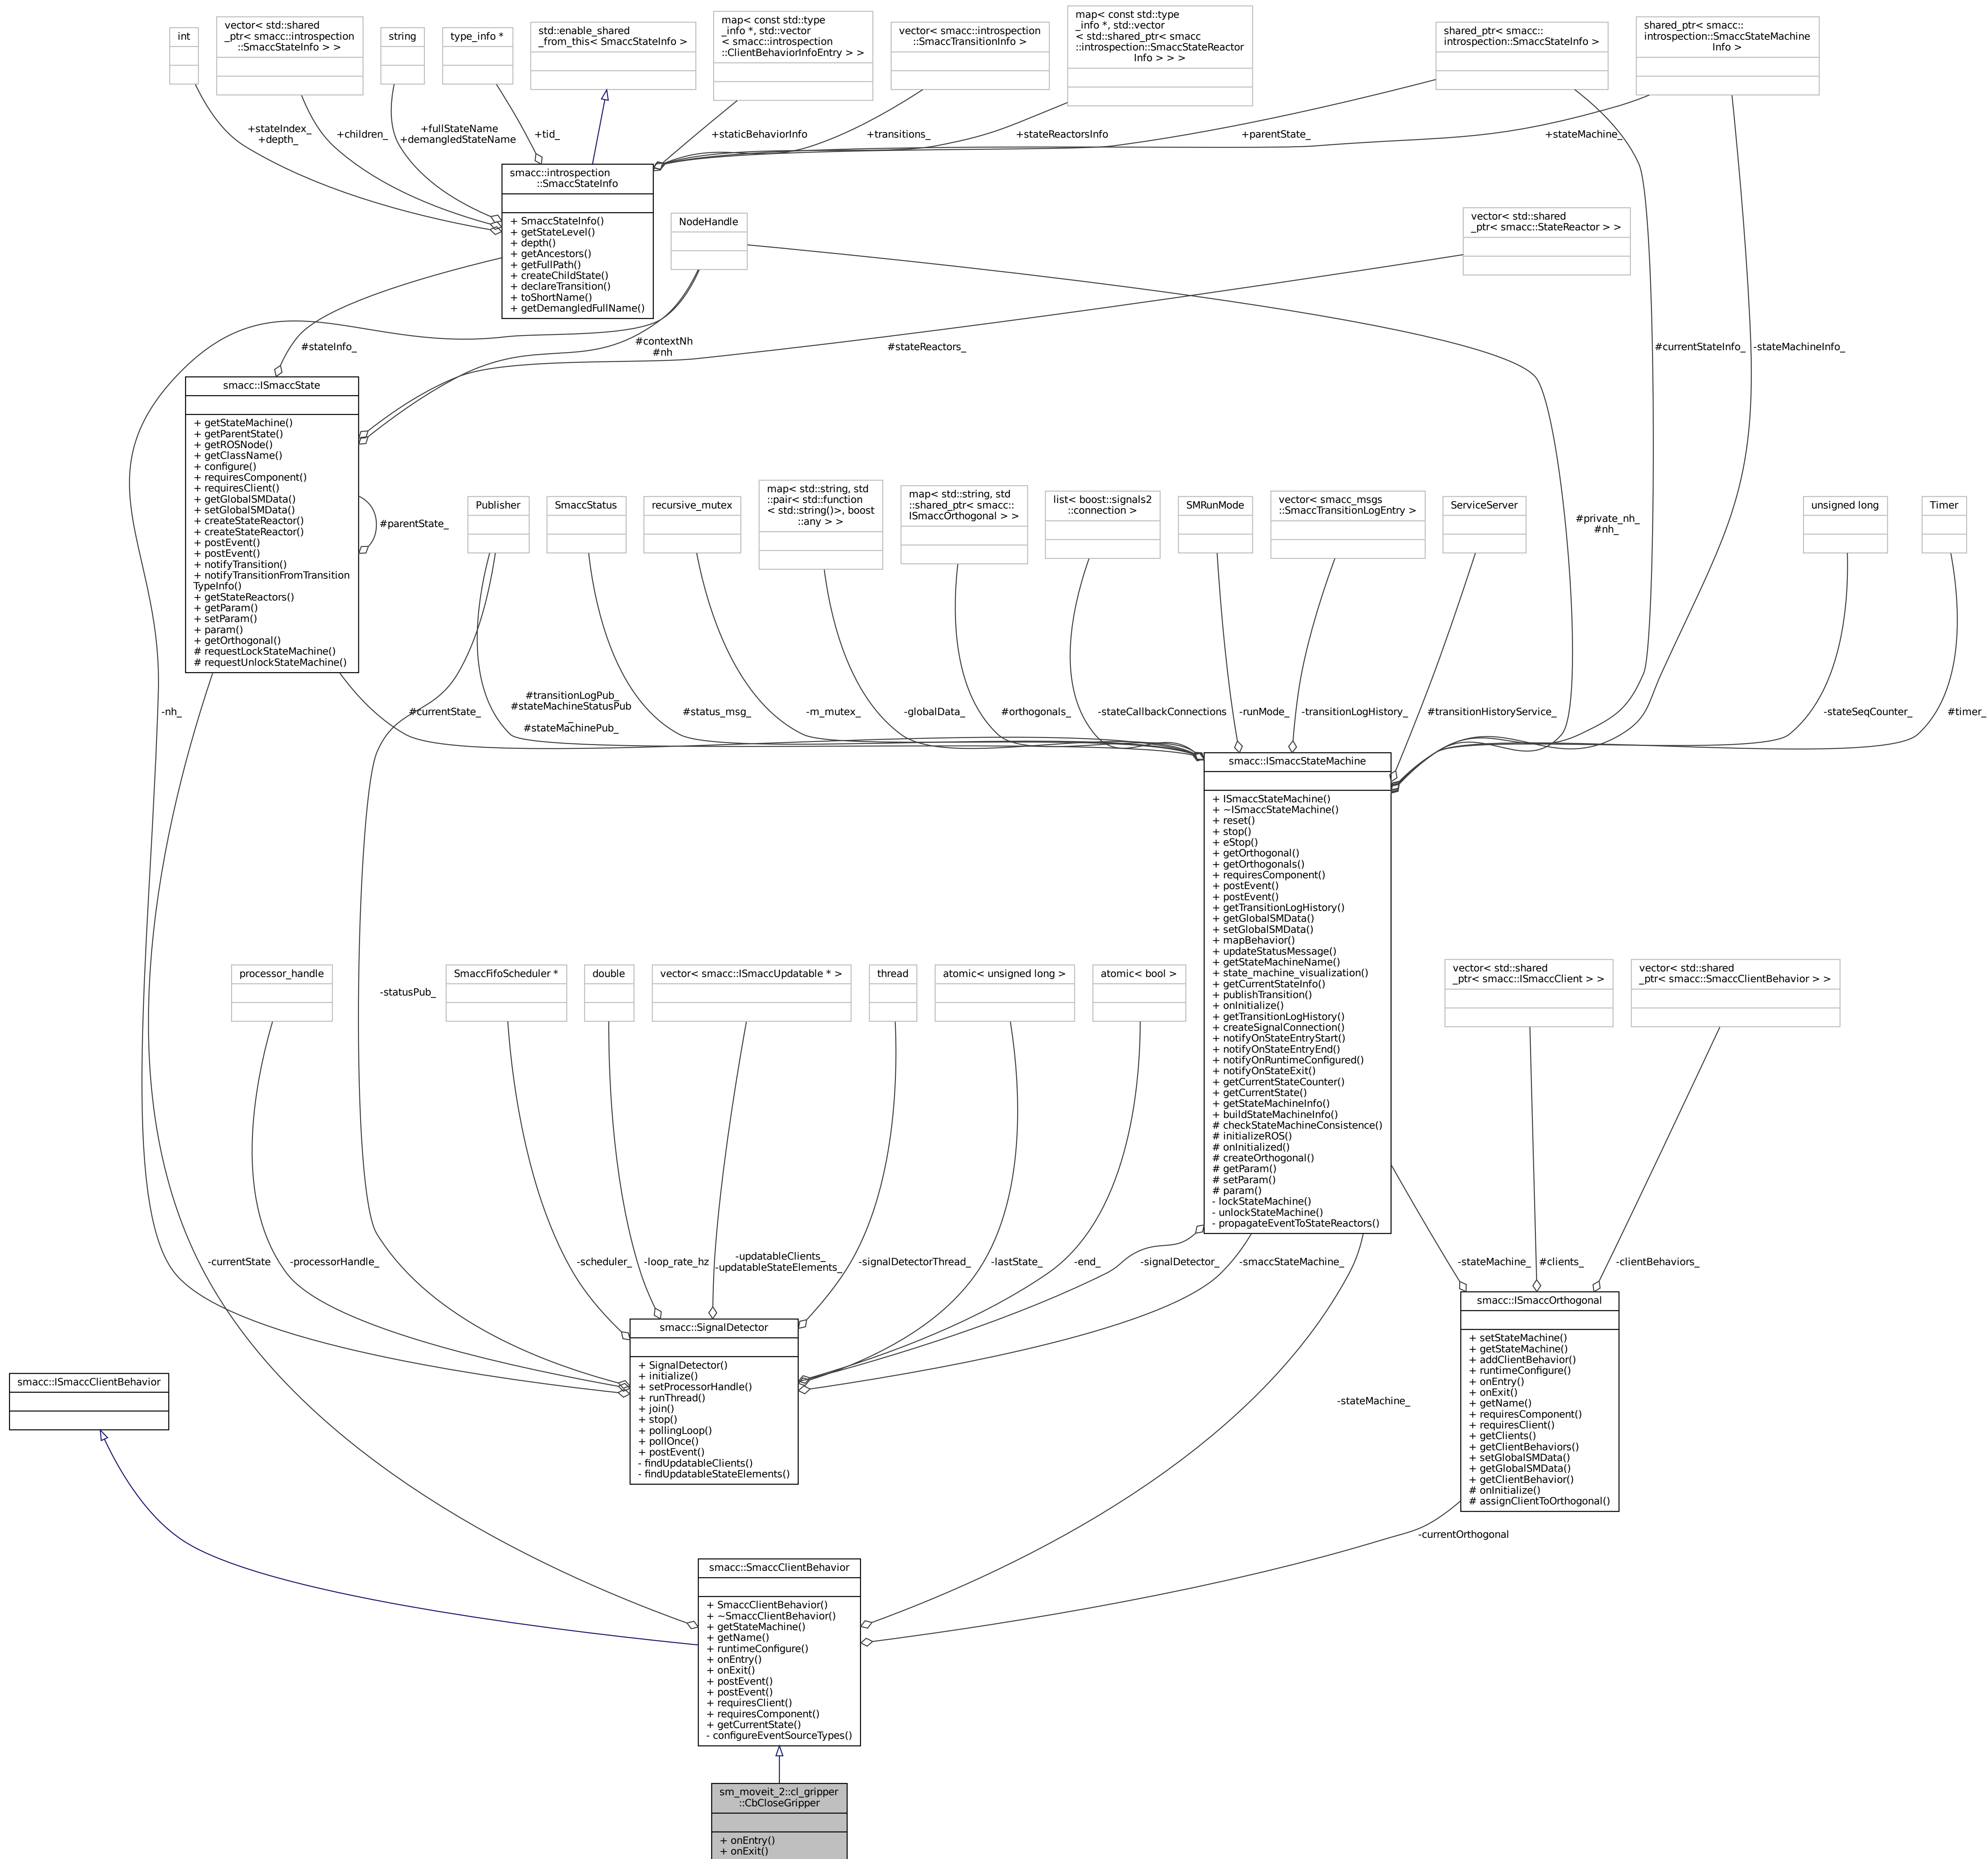 int
vector< std::shared
_ptr< smacc::introspection
::SmaccStateInfo > >
string
type_info *
std::enable_shared
_from_this< SmaccStateInfo >
map< const std::type
_info *, std::vector
< smacc::introspection
::ClientBehaviorInfoEntry > >
vector< smacc::introspection
::SmaccTransitionInfo >
map< const std::type
_info *, std::vector
< std::shared_ptr< smacc
::introspection::SmaccStateReactor
Info > > >
shared_ptr< smacc::
introspection::SmaccStateInfo >
shared_ptr< smacc::
introspection::SmaccStateMachine
Info >
+stateIndex_
+depth_
+children_
+fullStateName
+demangledStateName
+tid_
+staticBehaviorInfo
+transitions_
+stateReactorsInfo
+parentState_
+stateMachine_
smacc::introspection
::SmaccStateInfo
+ SmaccStateInfo()
+ getStateLevel()
+ depth()
+ getAncestors()
+ getFullPath()
+ createChildState()
+ declareTransition()
+ toShortName()
+ getDemangledFullName()
NodeHandle
vector< std::shared
_ptr< smacc::StateReactor > >
#stateInfo_
#contextNh
#nh
#stateReactors_
#currentStateInfo_
-stateMachineInfo_
smacc::ISmaccState
+ getStateMachine()
+ getParentState()
+ getROSNode()
+ getClassName()
+ configure()
+ requiresComponent()
+ requiresClient()
+ getGlobalSMData()
+ setGlobalSMData()
+ createStateReactor()
+ createStateReactor()
+ postEvent()
+ postEvent()
+ notifyTransition()
+ notifyTransitionFromTransition
TypeInfo()
+ getStateReactors()
+ getParam()
+ setParam()
+ param()
+ getOrthogonal()
# requestLockStateMachine()
# requestUnlockStateMachine()
#parentState_
Publisher
SmaccStatus
recursive_mutex
map< std::string, std
::pair< std::function
< std::string()>, boost
::any > >
map< std::string, std
::shared_ptr< smacc::
ISmaccOrthogonal > >
list< boost::signals2
::connection >
SMRunMode
vector< smacc_msgs
::SmaccTransitionLogEntry >
ServiceServer
#private_nh_
#nh_
unsigned long
Timer
-nh_
#currentState_
#transitionLogPub_
#stateMachineStatusPub
_
#stateMachinePub_
#status_msg_
-m_mutex_
-globalData_
#orthogonals_
-stateCallbackConnections
-runMode_
-transitionLogHistory_
#transitionHistoryService_
-stateSeqCounter_
#timer_
smacc::ISmaccStateMachine
+ ISmaccStateMachine()
+ ~ISmaccStateMachine()
+ reset()
+ stop()
+ eStop()
+ getOrthogonal()
+ getOrthogonals()
+ requiresComponent()
+ postEvent()
+ postEvent()
+ getTransitionLogHistory()
+ getGlobalSMData()
+ setGlobalSMData()
+ mapBehavior()
+ updateStatusMessage()
+ getStateMachineName()
+ state_machine_visualization()
+ getCurrentStateInfo()
+ publishTransition()
+ onInitialize()
+ getTransitionLogHistory()
+ createSignalConnection()
+ notifyOnStateEntryStart()
+ notifyOnStateEntryEnd()
+ notifyOnRuntimeConfigured()
+ notifyOnStateExit()
+ getCurrentStateCounter()
+ getCurrentState()
+ getStateMachineInfo()
+ buildStateMachineInfo()
# checkStateMachineConsistence()
# initializeROS()
# onInitialized()
# createOrthogonal()
# getParam()
# setParam()
# param()
- lockStateMachine()
- unlockStateMachine()
- propagateEventToStateReactors()
processor_handle
-statusPub_
SmaccFifoScheduler *
double
vector< smacc::ISmaccUpdatable * >
thread
atomic< unsigned long >
atomic< bool >
vector< std::shared
_ptr< smacc::ISmaccClient > >
vector< std::shared
_ptr< smacc::SmaccClientBehavior > >
-currentState
-processorHandle_
-scheduler_
-loop_rate_hz
-updatableClients_
-updatableStateElements_
-signalDetectorThread_
-lastState_
-end_
-signalDetector_
-smaccStateMachine_
-stateMachine_
#clients_
-clientBehaviors_
smacc::SignalDetector
+ SignalDetector()
+ initialize()
+ setProcessorHandle()
+ runThread()
+ join()
+ stop()
+ pollingLoop()
+ pollOnce()
+ postEvent()
- findUpdatableClients()
- findUpdatableStateElements()
smacc::ISmaccOrthogonal
+ setStateMachine()
+ getStateMachine()
+ addClientBehavior()
+ runtimeConfigure()
+ onEntry()
+ onExit()
+ getName()
+ requiresComponent()
+ requiresClient()
+ getClients()
+ getClientBehaviors()
+ setGlobalSMData()
+ getGlobalSMData()
+ getClientBehavior()
# onInitialize()
# assignClientToOrthogonal()
smacc::ISmaccClientBehavior
-stateMachine_
-currentOrthogonal
smacc::SmaccClientBehavior
+ SmaccClientBehavior()
+ ~SmaccClientBehavior()
+ getStateMachine()
+ getName()
+ runtimeConfigure()
+ onEntry()
+ onExit()
+ postEvent()
+ postEvent()
+ requiresClient()
+ requiresComponent()
+ getCurrentState()
- configureEventSourceTypes()
sm_moveit_2::cl_gripper
::CbCloseGripper
+ onEntry()
+ onExit()